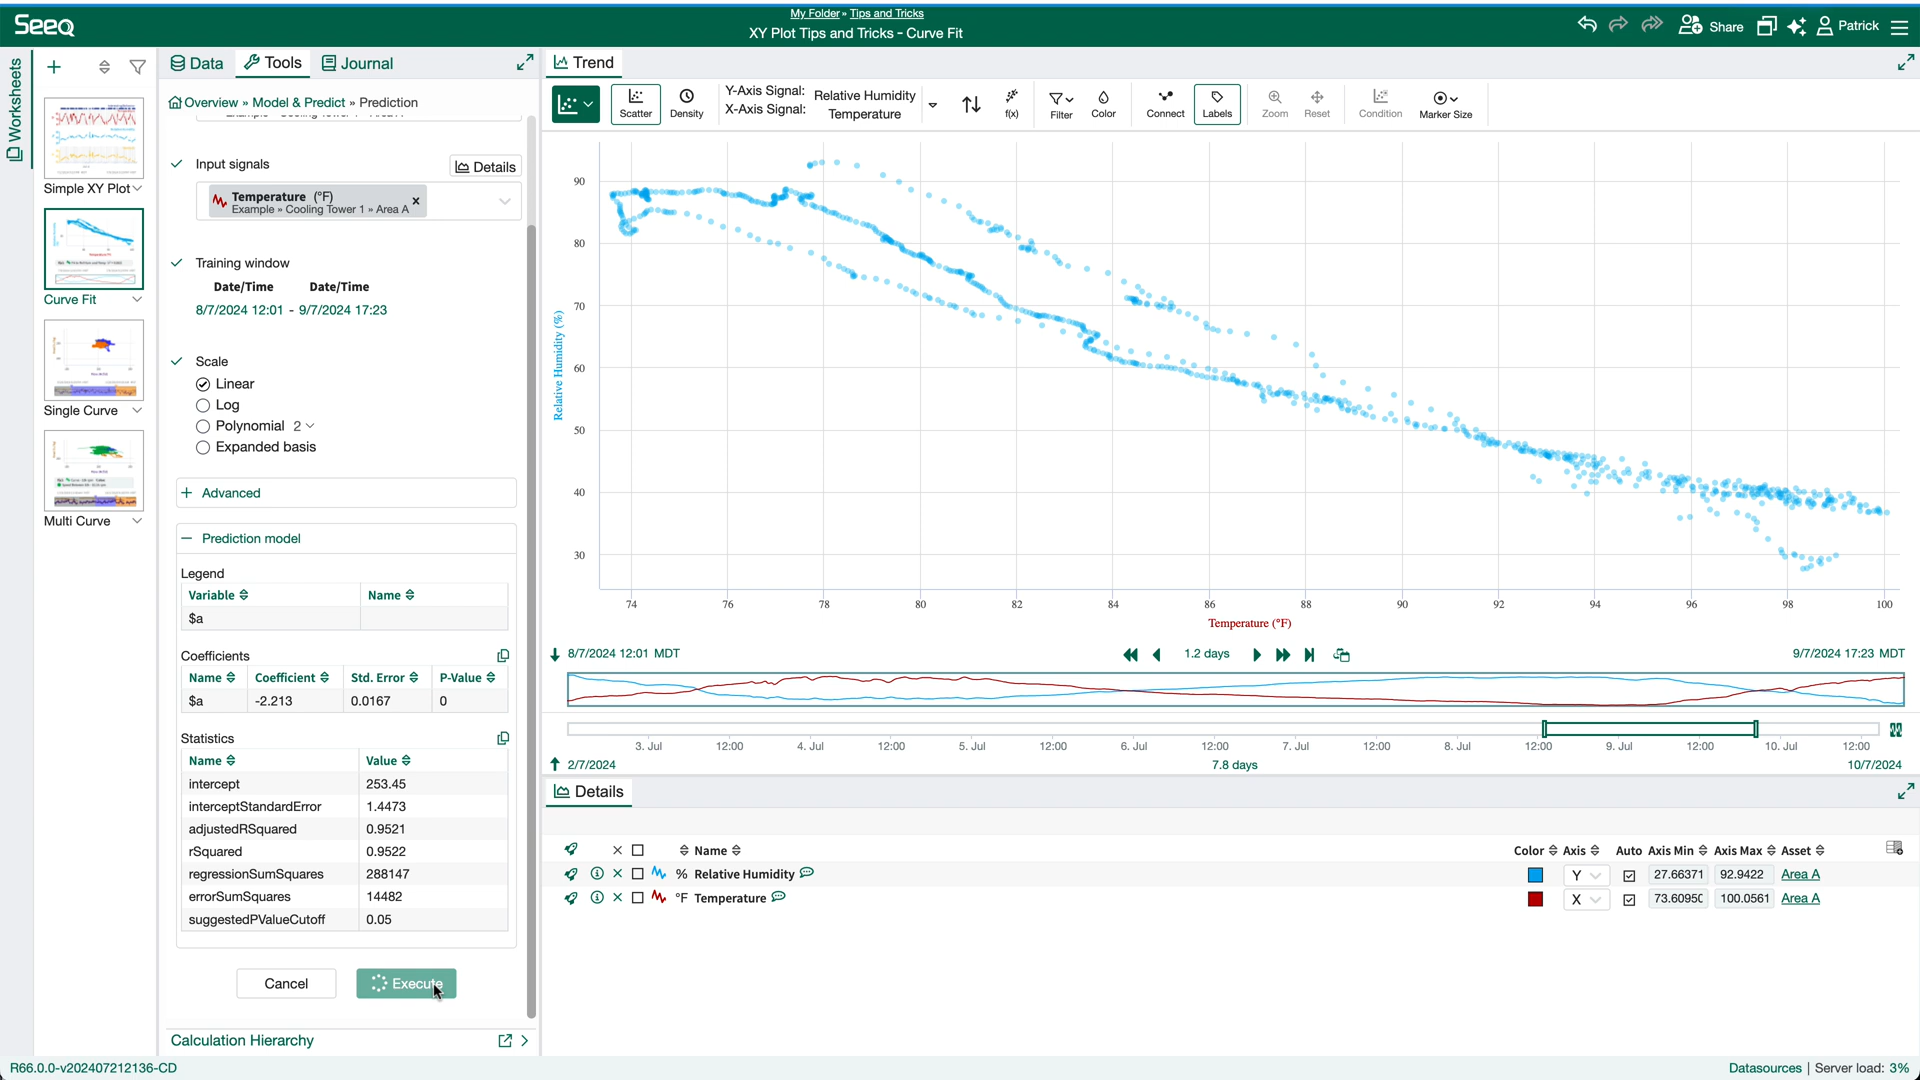 Seeq
My Folder » Tips and Tricks
XY Plot Tips and Tricks - Curve Fit
Share
Patrick
Worksheets
Simple XY Plot
Curve Fit
Single Curve
Multi Curve
Data
Tools
Journal
Overview » Model & Predict » Prediction
Example » Cooling Tower 1 » Area A
Input signals
Details
Temperature (°F)
Example » Cooling Tower 1 » Area A
Training window
Date/Time Date/Time
8/7/2024 12:01 - 9/7/2024 17:23
Scale
Linear
Log
Polynomial 2
Expanded basis
+ Advanced
− Prediction model
Legend
Variable Name
$a
Coefficients
Name Coefficient Std. Error P-Value
$a -2.213 0.0167 0
Statistics
Name Value
intercept 253.45
interceptStandardError 1.4473
adjustedRSquared 0.9521
rSquared 0.9522
regressionSumSquares 288147
errorSumSquares 14482
suggestedPValueCutoff 0.05
Cancel
Execute
Calculation Hierarchy
Trend
Scatter
Density
Y-Axis Signal: Relative Humidity
X-Axis Signal: Temperature
f(x)
Filter
Color
Connect
Labels
Zoom
Reset
Condition
Marker Size
Relative Humidity (%)
90
80
70
60
50
40
30
74 76 78 80 82 84 86 88 90 92 94 96 98 100
Temperature (°F)
8/7/2024 12:01 MDT
1.2 days
9/7/2024 17:23 MDT
3. Jul 12:00 4. Jul 12:00 5. Jul 12:00 6. Jul 12:00 7. Jul 12:00 8. Jul 12:00 9. Jul 12:00 10. Jul 12:00
2/7/2024
7.8 days
10/7/2024
Details
Name Color Axis Auto Axis Min Axis Max Asset
% Relative Humidity Y 27.66371 92.9422 Area A
°F Temperature X 73.6095C 100.0561 Area A
R66.0.0-v202407212136-CD
Datasources | Server load: 3%